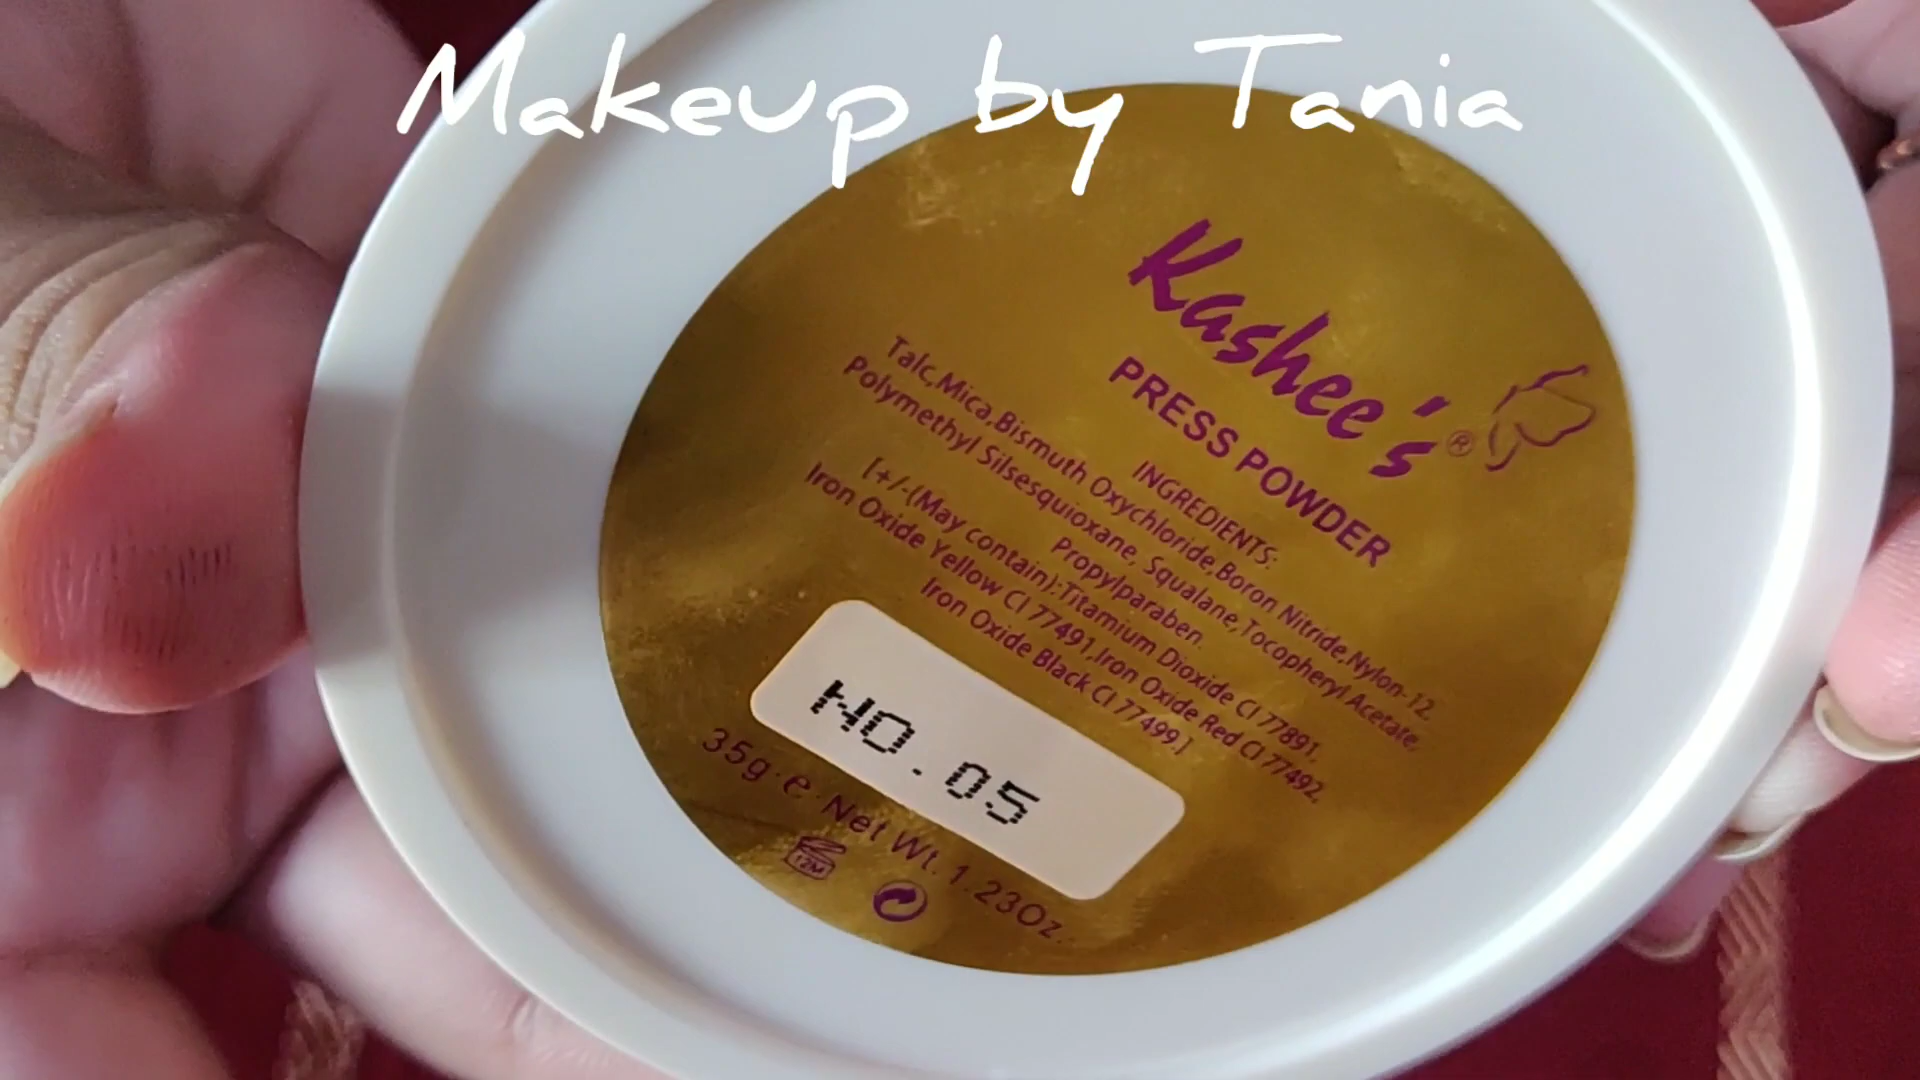 Makeup by Tania
Kashee's®
PRESS POWDER
INGREDIENTS:
Talc,Mica,Bismuth Oxychloride,Boron Nitride,Nylon-12,
Polymethyl Silsesquioxane, Squalane,Tocopheryl Acetate,
Propylparaben.
[+/-(May contain):Titamium Dioxide CI 77891,
Iron Oxide Yellow CI 77491,Iron Oxide Red CI 77492,
Iron Oxide Black CI 77499.]
NO.05
35g·e·Net Wt.1.23Oz.
12M